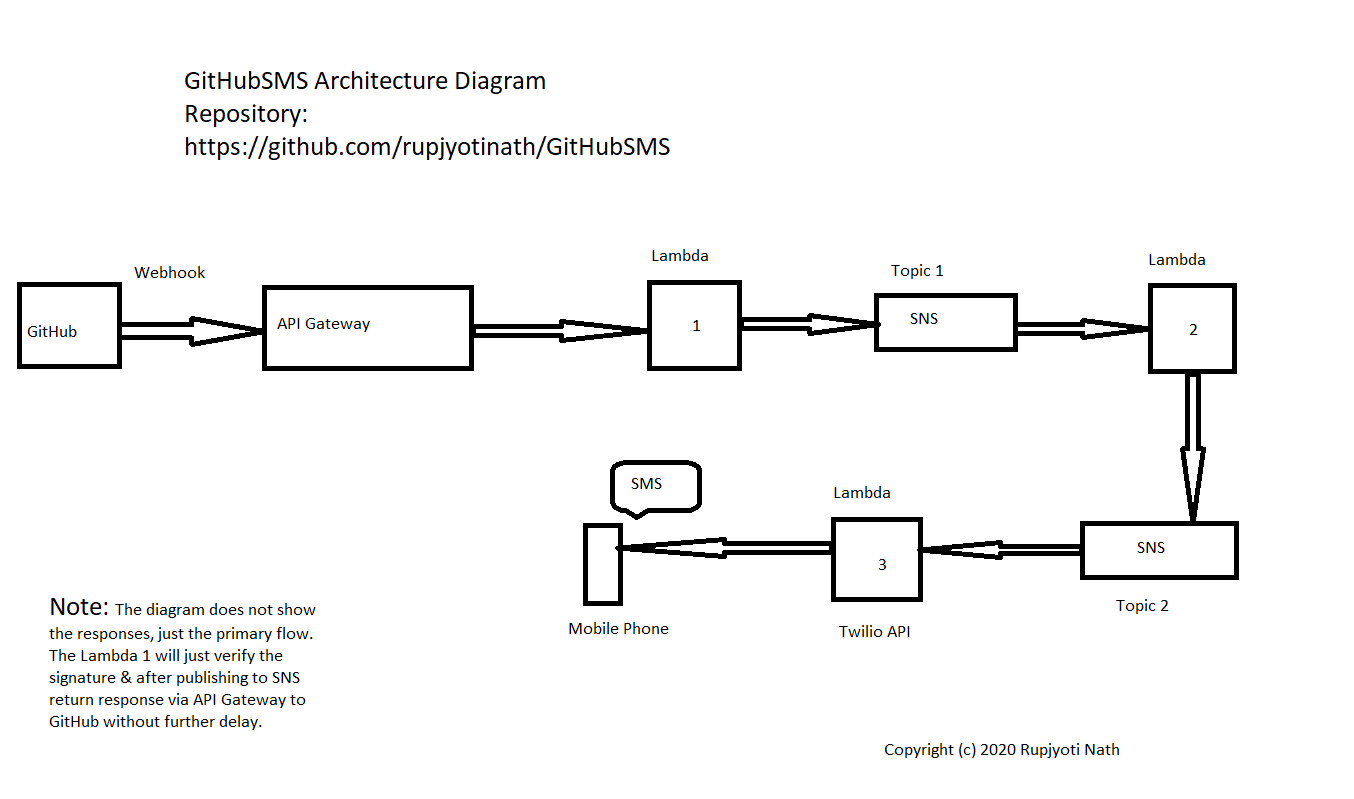 GitHubSMS Architecture Diagram
Repository:
https://github.com/rupjyotinath/GitHubSMS
Webhook
GitHub
API Gateway
Lambda
1
Topic 1
SNS
Lambda
2
SMS
Mobile Phone
Lambda
3
Twilio API
SNS
Topic 2
Note: The diagram does not show
the responses, just the primary flow.
The Lambda 1 will just verify the
signature & after publishing to SNS
return response via API Gateway to
GitHub without further delay.
Copyright (c) 2020 Rupjyoti Nath